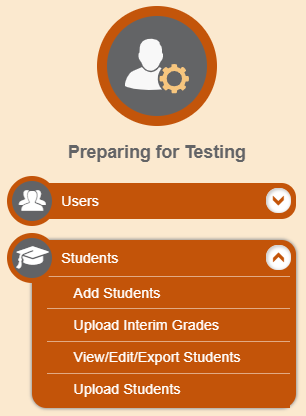 Preparing for Testing
Users
Students
Add Students
Upload Interim Grades
View/Edit/Export Students
Upload Students